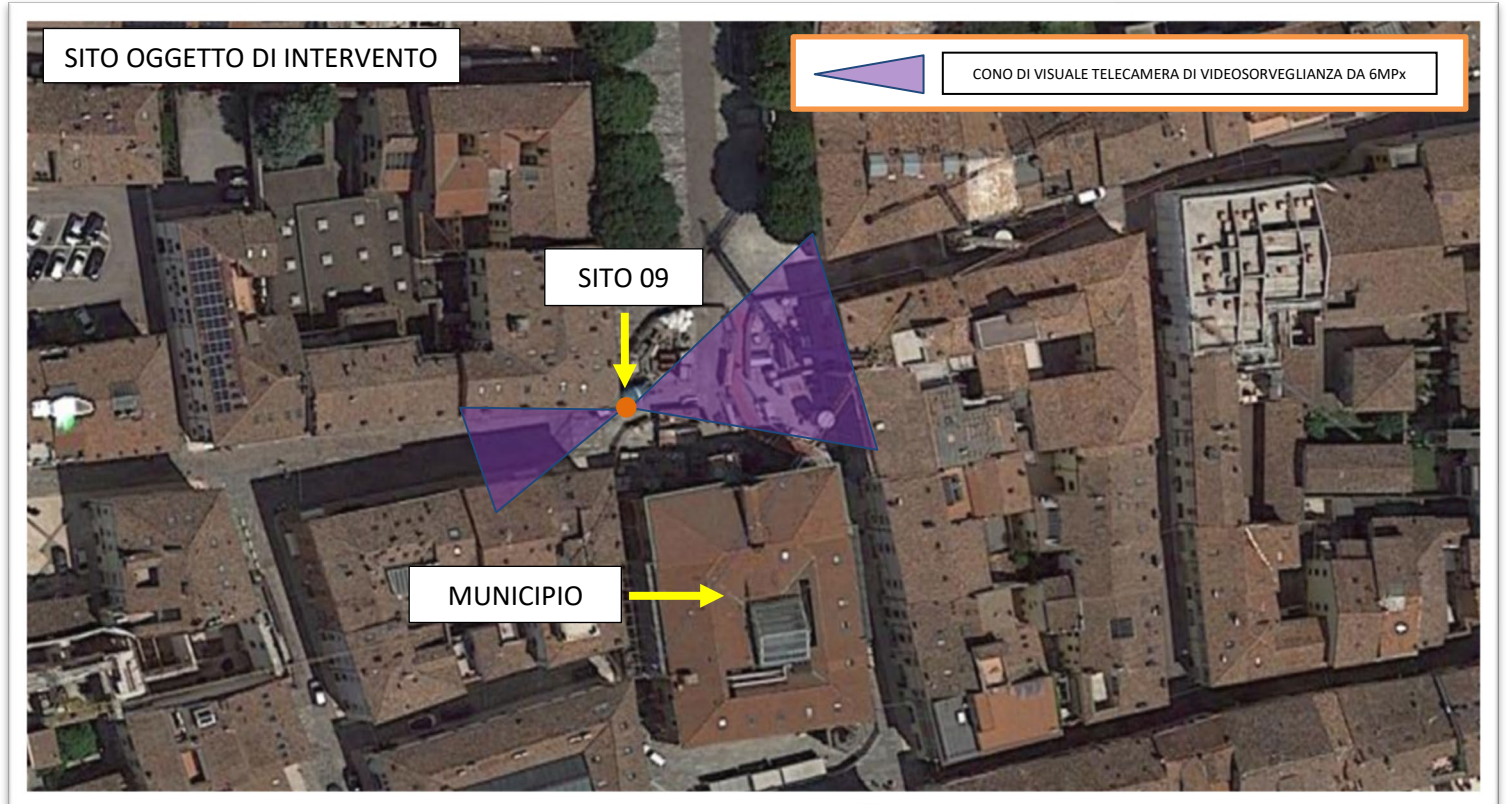 SITO OGGETTO DI INTERVENTO
CONO DI VISUALE TELECAMERA DI VIDEOSORVEGLIANZA DA 6MPx
SITO 09
MUNICIPIO